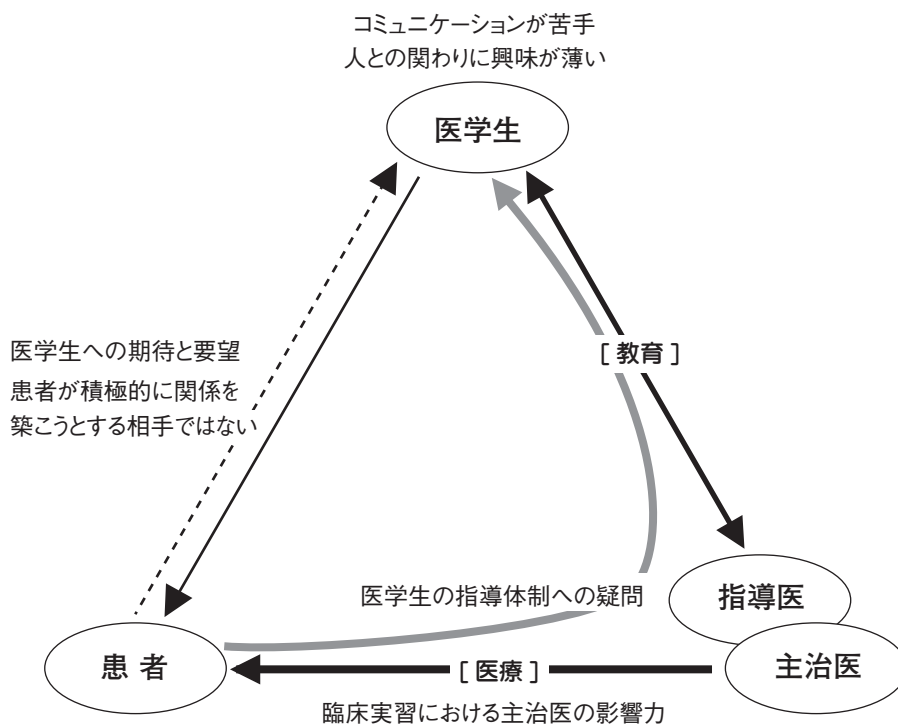 コミュニケーションが苦手
人との関わりに興味が薄い
医学生
医学生への期待と要望
患者が積極的に関係を
築こうとする相手ではない
[ 教育 ]
医学生の指導体制への疑問
指導医
患 者
[ 医療 ]
主治医
臨床実習における主治医の影響力